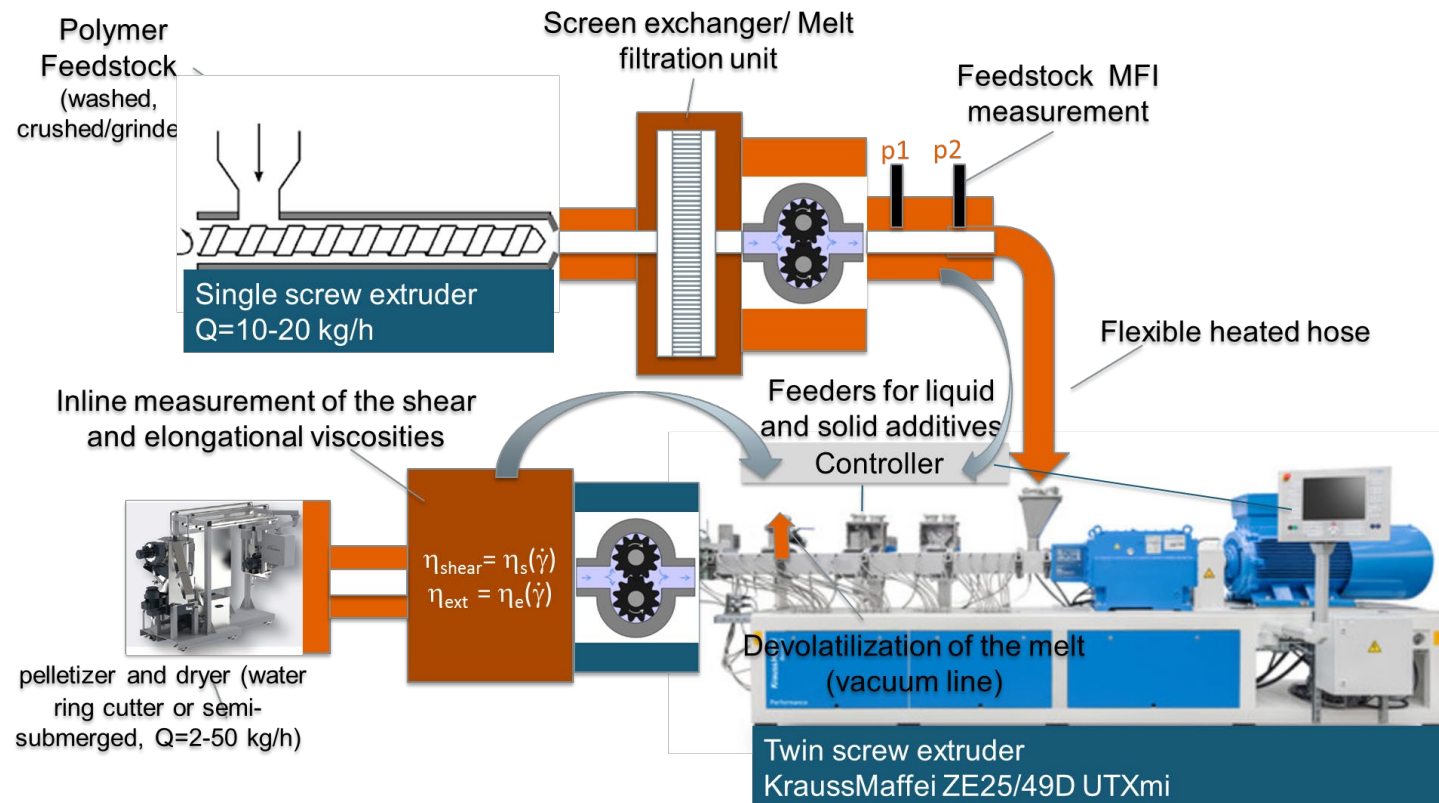 Polymer
Feedstock
(washed,
crushed/grinde
Screen exchanger/ Melt
filtration unit
Feedstock MFI
measurement
p1 p2
Single screw extruder
Q=10-20 kg/h
Flexible heated hose
Inline measurement of the shear
and elongational viscosities
Feeders for liquid
and solid additives
Controller
ηshear= ηs(γ̇)
ηext = ηe(γ̇)
Devolatilization of the melt
(vacuum line)
pelletizer and dryer (water
ring cutter or semi-
submerged, Q=2-50 kg/h)
Twin screw extruder
KraussMaffei ZE25/49D UTXmi